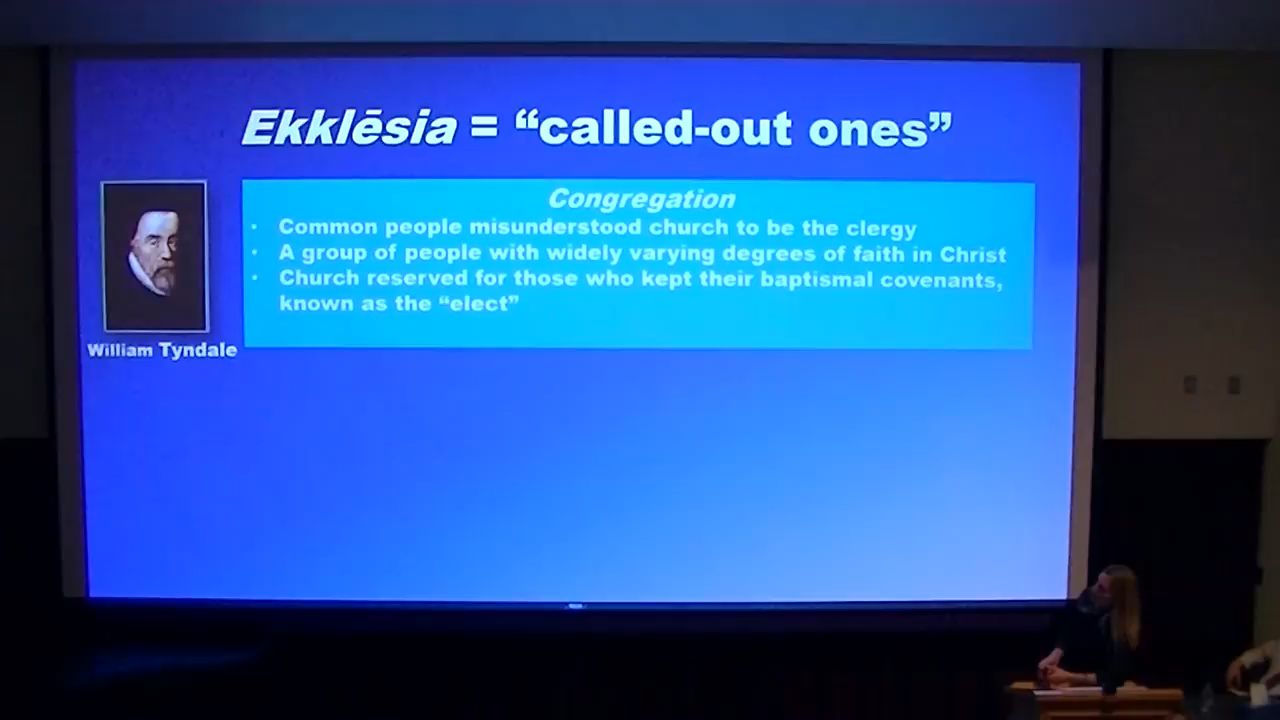 Ekklēsia = “called-out ones”
Congregation
• Common people misunderstood church to be the clergy
• A group of people with widely varying degrees of faith in Christ
• Church reserved for those who kept their baptismal covenants,
known as the “elect”
William Tyndale